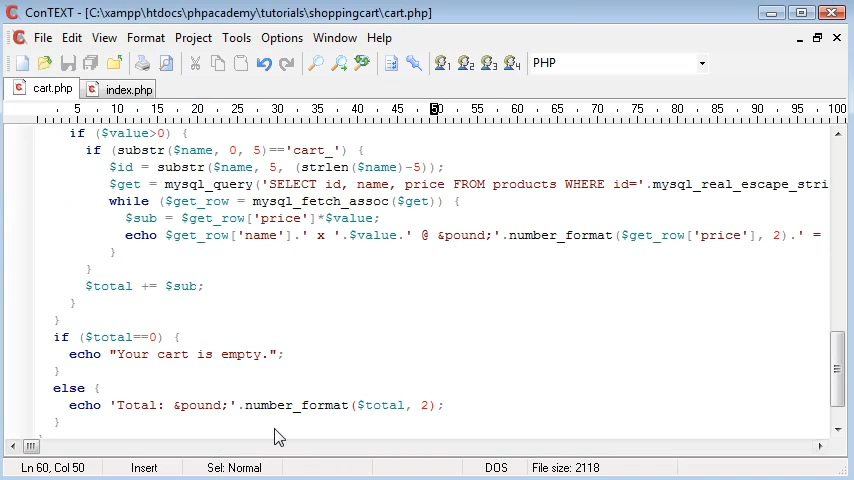 ConTEXT - [C:\xampp\htdocs\phpacademy\tutorials\shoppingcart\cart.php]
File Edit View Format Project Tools Options Window Help
1 2 3 4 PHP
cart.php index.php
5 10 15 20 25 30 35 40 45 50 55 60 65 70 75 80 85 90 95 100
if ($value>0) {
if (substr($name, 0, 5)=='cart_') {
$id = substr($name, 5, (strlen($name)-5));
$get = mysql_query('SELECT id, name, price FROM products WHERE id='.mysql_real_escape_stri
while ($get_row = mysql_fetch_assoc($get)) {
$sub = $get_row['price']*$value;
echo $get_row['name'].' x '.$value.' @ &pound;'.number_format($get_row['price'], 2).' =
}
}
$total += $sub;
}
}
if ($total==0) {
echo "Your cart is empty.";
}
else {
echo 'Total: &pound;'.number_format($total, 2);
}
Ln 60, Col 50 Insert Sel: Normal DOS File size: 2118